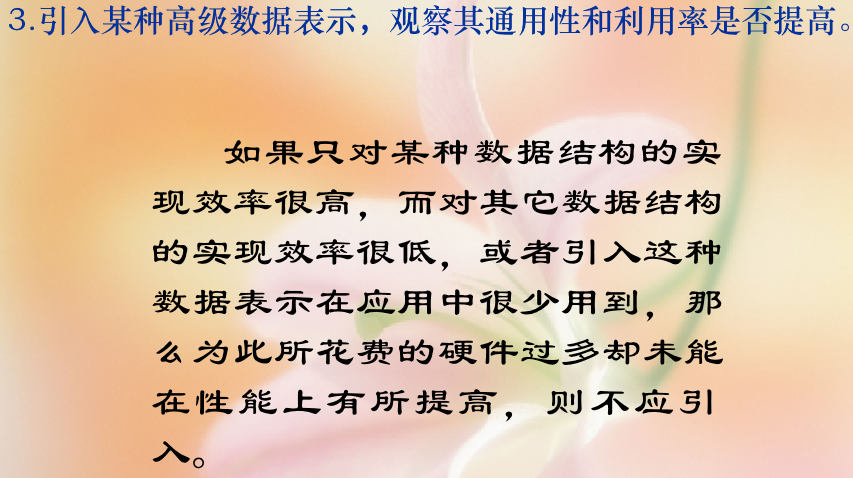 3.引入某种高级数据表示，观察其通用性和利用率是否提高。
如果只对某种数据结构的实
现效率很高，而对其它数据结构
的实现效率很低，或者引入这种
数据表示在应用中很少用到，那
么为此所花费的硬件过多却未能
在性能上有所提高，则不应引
入。